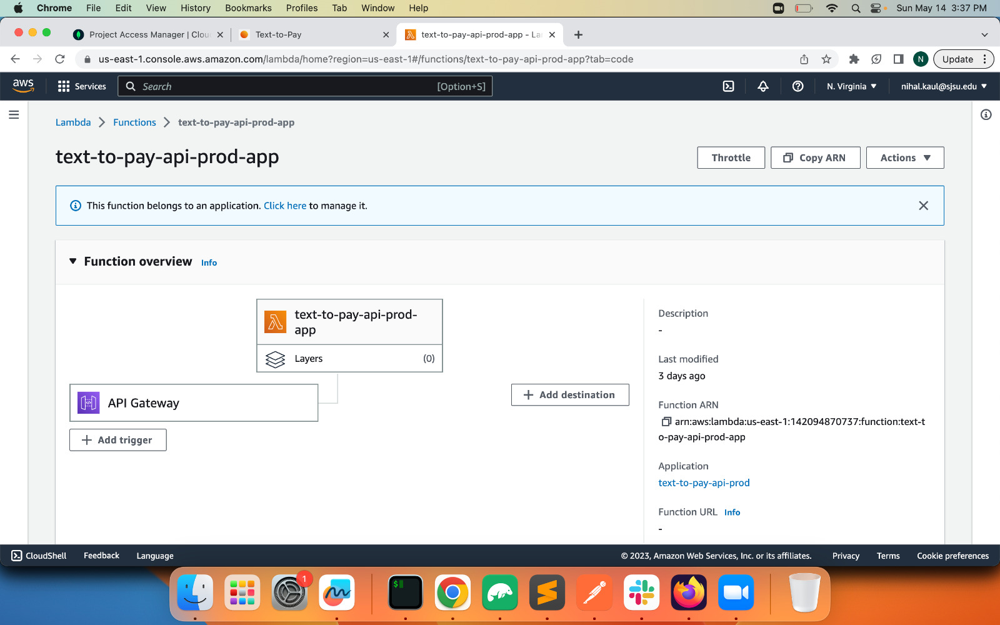 Chrome File Edit View History Bookmarks Profiles Tab Window Help Sun May 14 3:37 PM
Project Access Manager | Clou Text-to-Pay text-to-pay-api-prod-app - La
us-east-1.console.aws.amazon.com/lambda/home?region=us-east-1#/functions/text-to-pay-api-prod-app?tab=code N Update
aws Services Search [Option+S] N. Virginia nihal.kaul@sjsu.edu
Lambda Functions text-to-pay-api-prod-app
text-to-pay-api-prod-app Throttle Copy ARN Actions
This function belongs to an application. Click here to manage it.
Function overview Info
text-to-pay-api-prod-
app
Layers (0)
API Gateway
Add trigger
Add destination
Description
-
Last modified
3 days ago
Function ARN
arn:aws:lambda:us-east-1:142094870737:function:text-t
o-pay-api-prod-app
Application
text-to-pay-api-prod
Function URL Info
-
CloudShell Feedback Language © 2023, Amazon Web Services, Inc. or its affiliates. Privacy Terms Cookie preferences
1
$